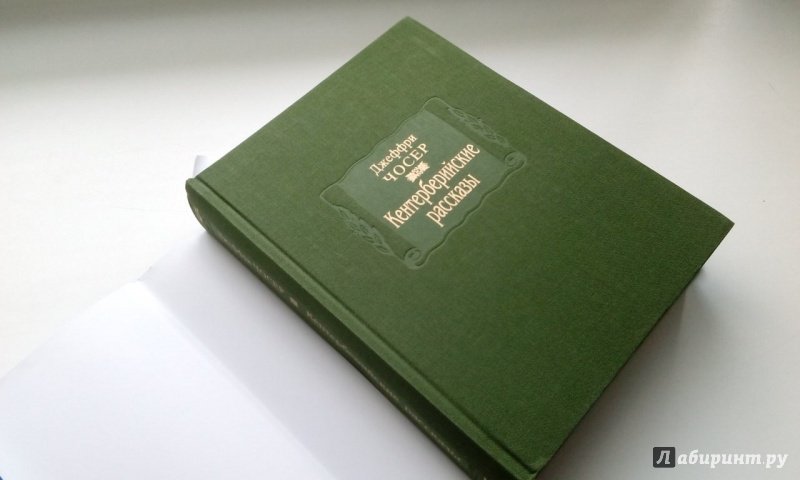 Джеффри
ЧОСЕР
Кентерберийские
рассказы
Лабиринт.ру